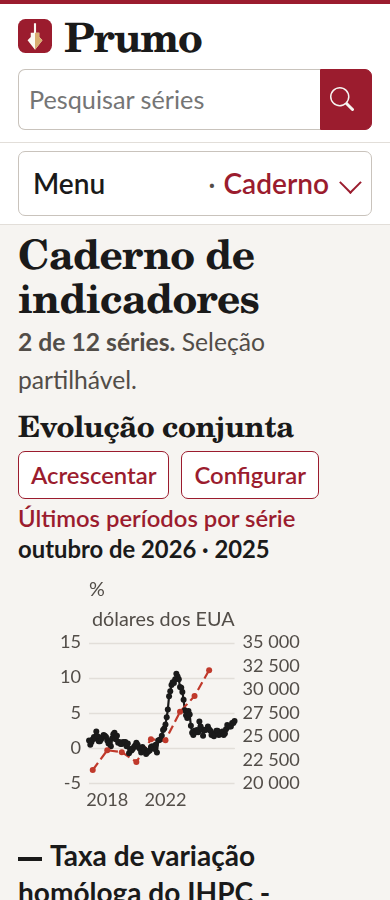 Prumo
Pesquisar séries
Menu · Caderno
Caderno de
indicadores
2 de 12 séries. Seleção
partilhável.
Evolução conjunta
Acrescentar Configurar
Últimos períodos por série
outubro de 2026 · 2025
%
dólares dos EUA
15 35 000
32 500
10 30 000
5 27 500
0 25 000
22 500
-5 20 000
2018 2022
— Taxa de variação
homóloga do IHPC -